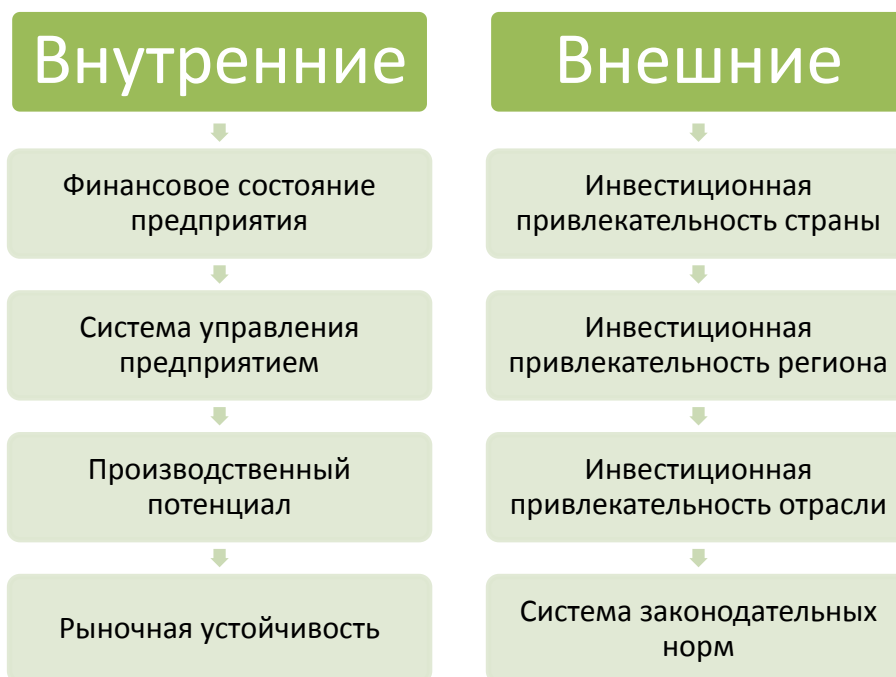 Внутренние
Финансовое состояние
предприятия
Система управления
предприятием
Производственный
потенциал
Рыночная устойчивость
Внешние
Инвестиционная
привлекательность страны
Инвестиционная
привлекательность региона
Инвестиционная
привлекательность отрасли
Система законодательных
норм